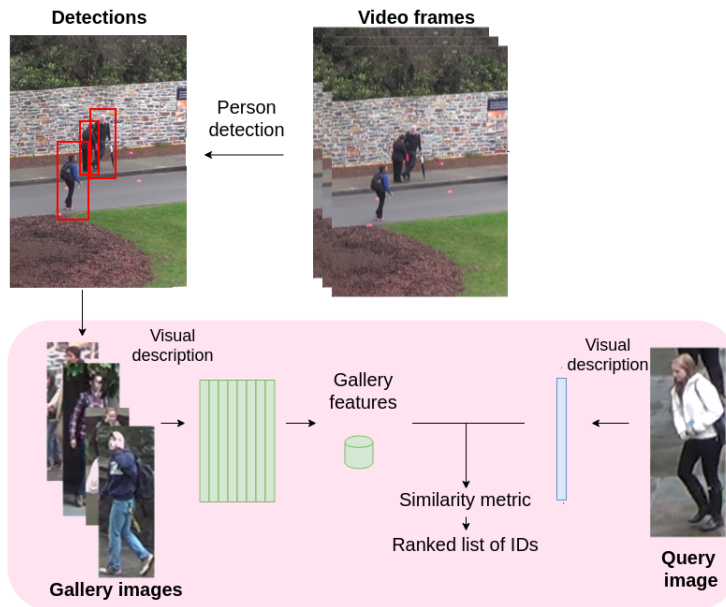 Detections
Video frames
Person
detection
Visual
description
Gallery
features
Visual
description
Similarity metric
Ranked list of IDs
Gallery images
Query
image